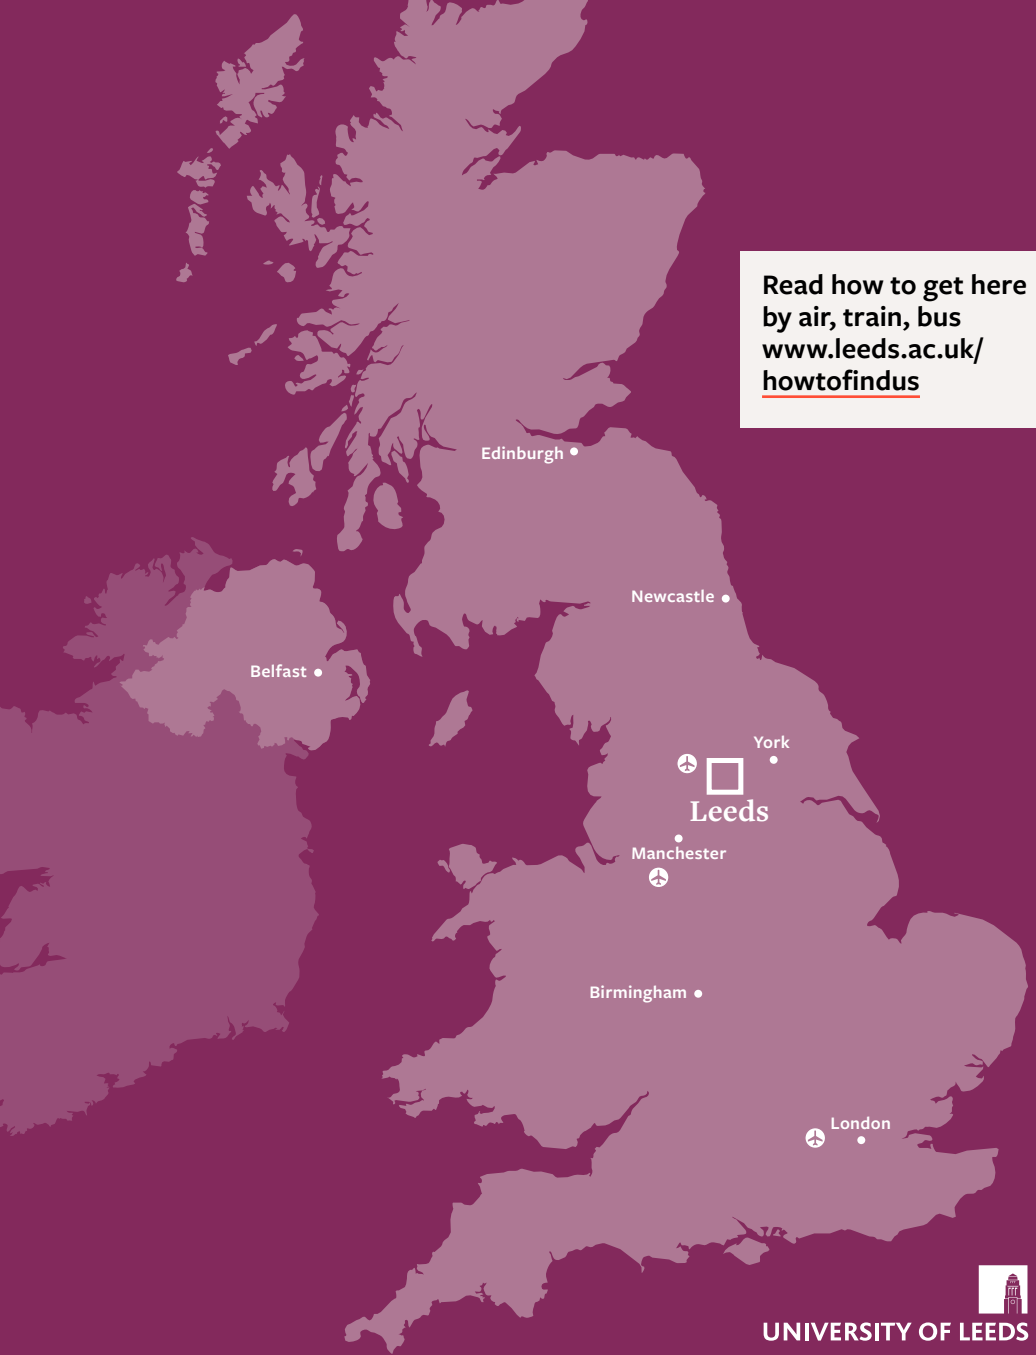 Read how to get here
by air, train, bus
www.leeds.ac.uk/
howtofindus
Edinburgh
Newcastle
Belfast
York
Leeds
Manchester
Birmingham
London
UNIVERSITY OF LEEDS